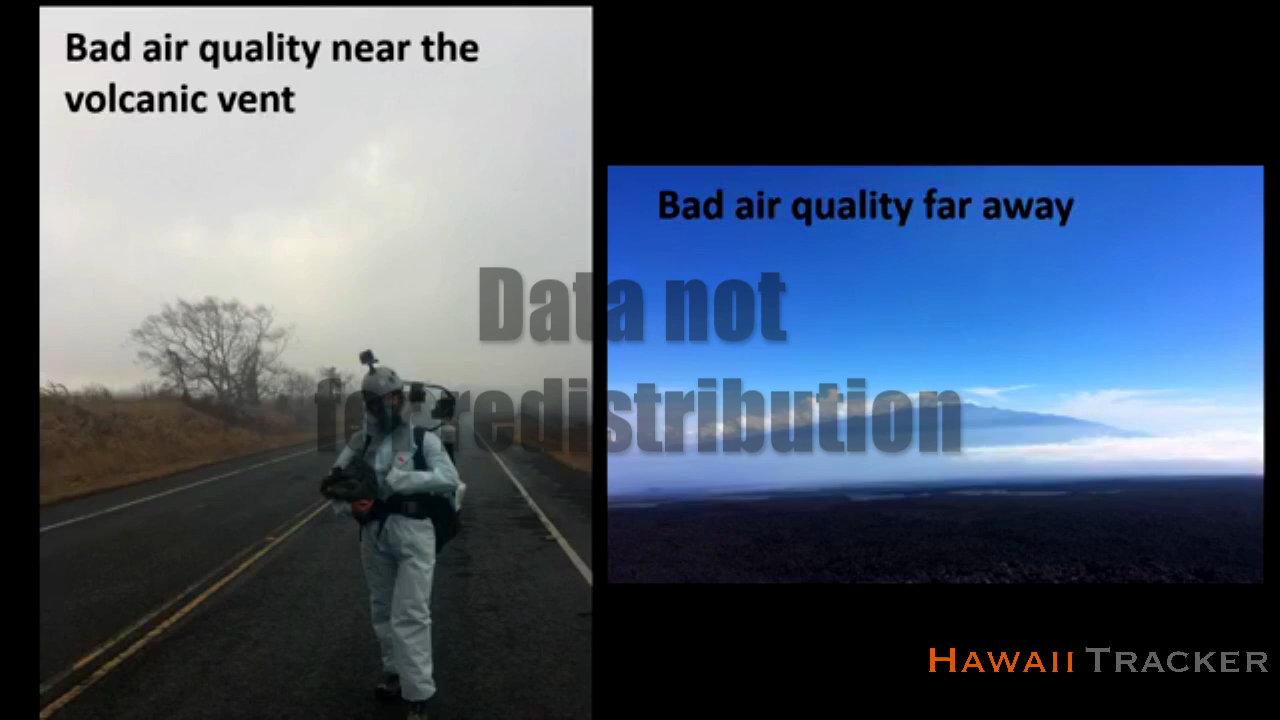 Bad air quality near the
volcanic vent
Bad air quality far away
Data not
for redistribution
HAWAII TRACKER